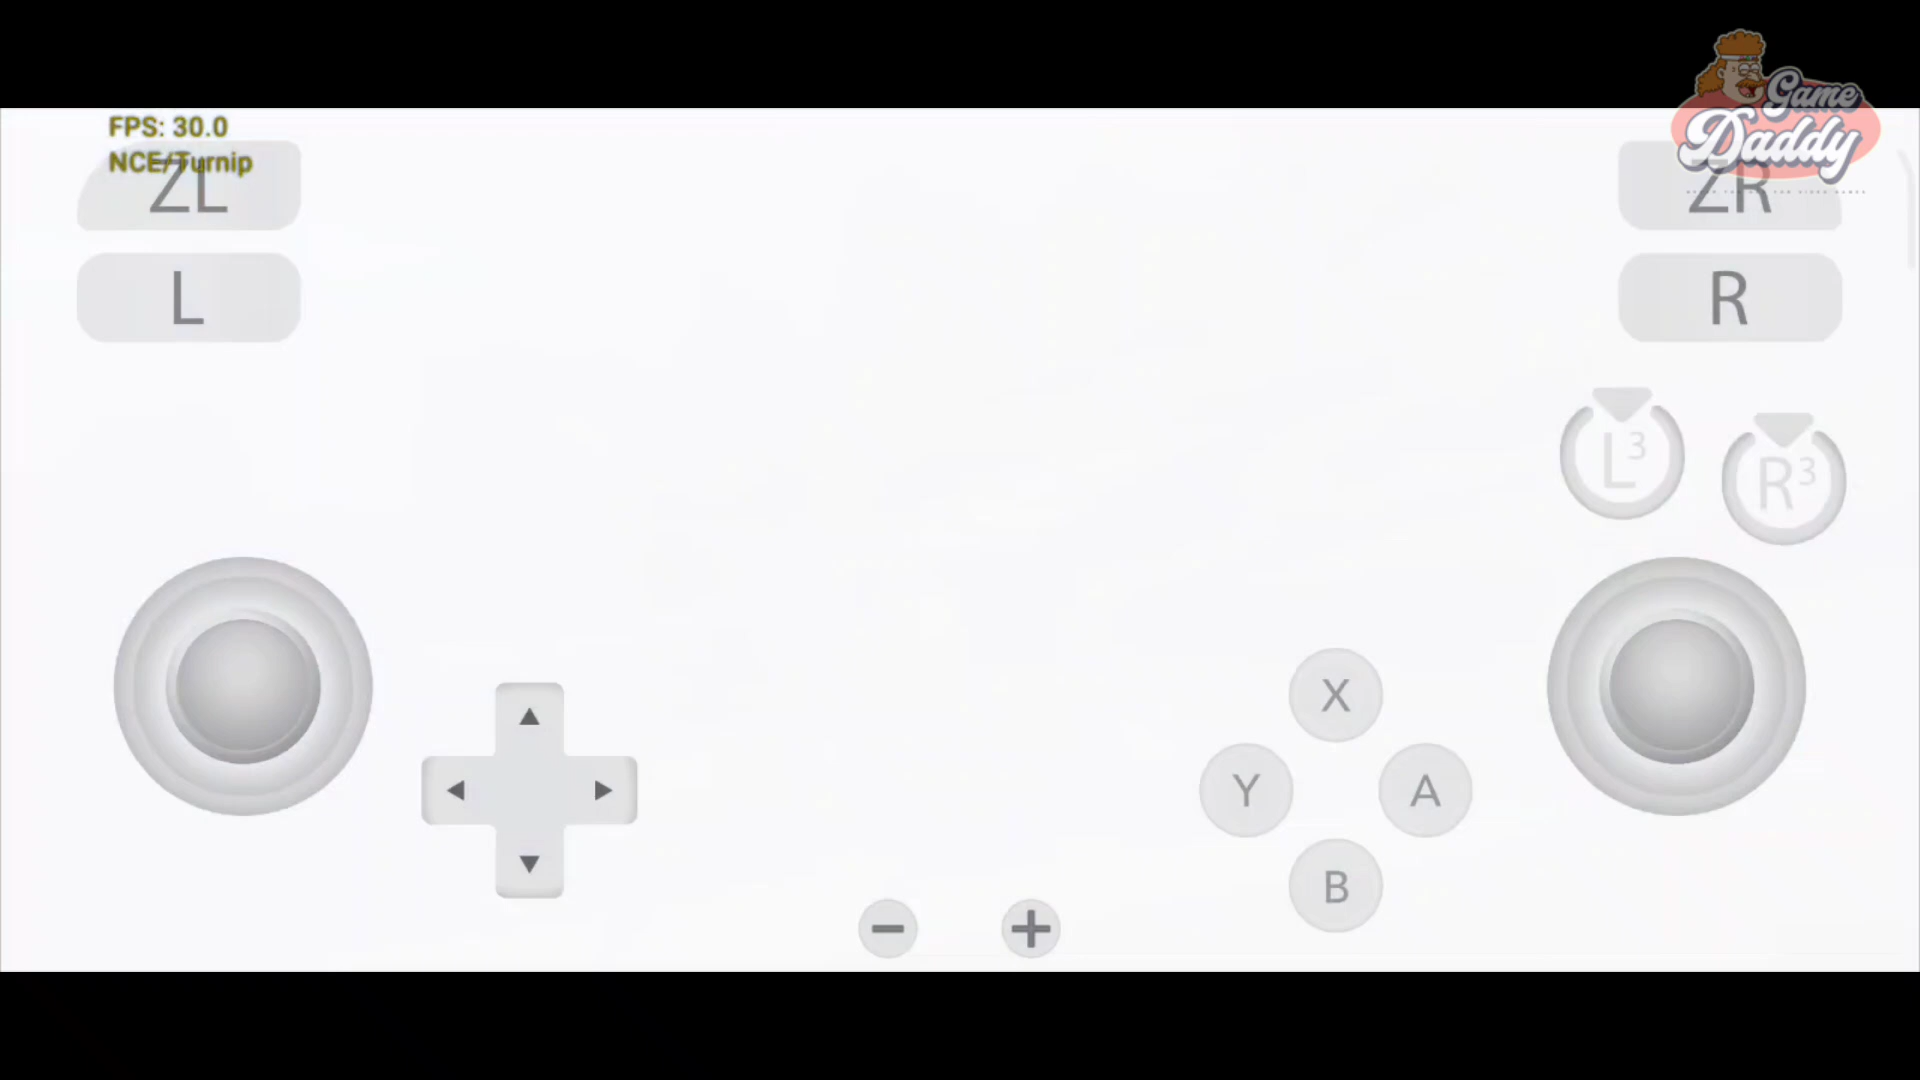 FPS: 30.0
NCE/Turnip
ZL
L
Game
Daddy
ZR
R
L3
R3
X
Y
A
B